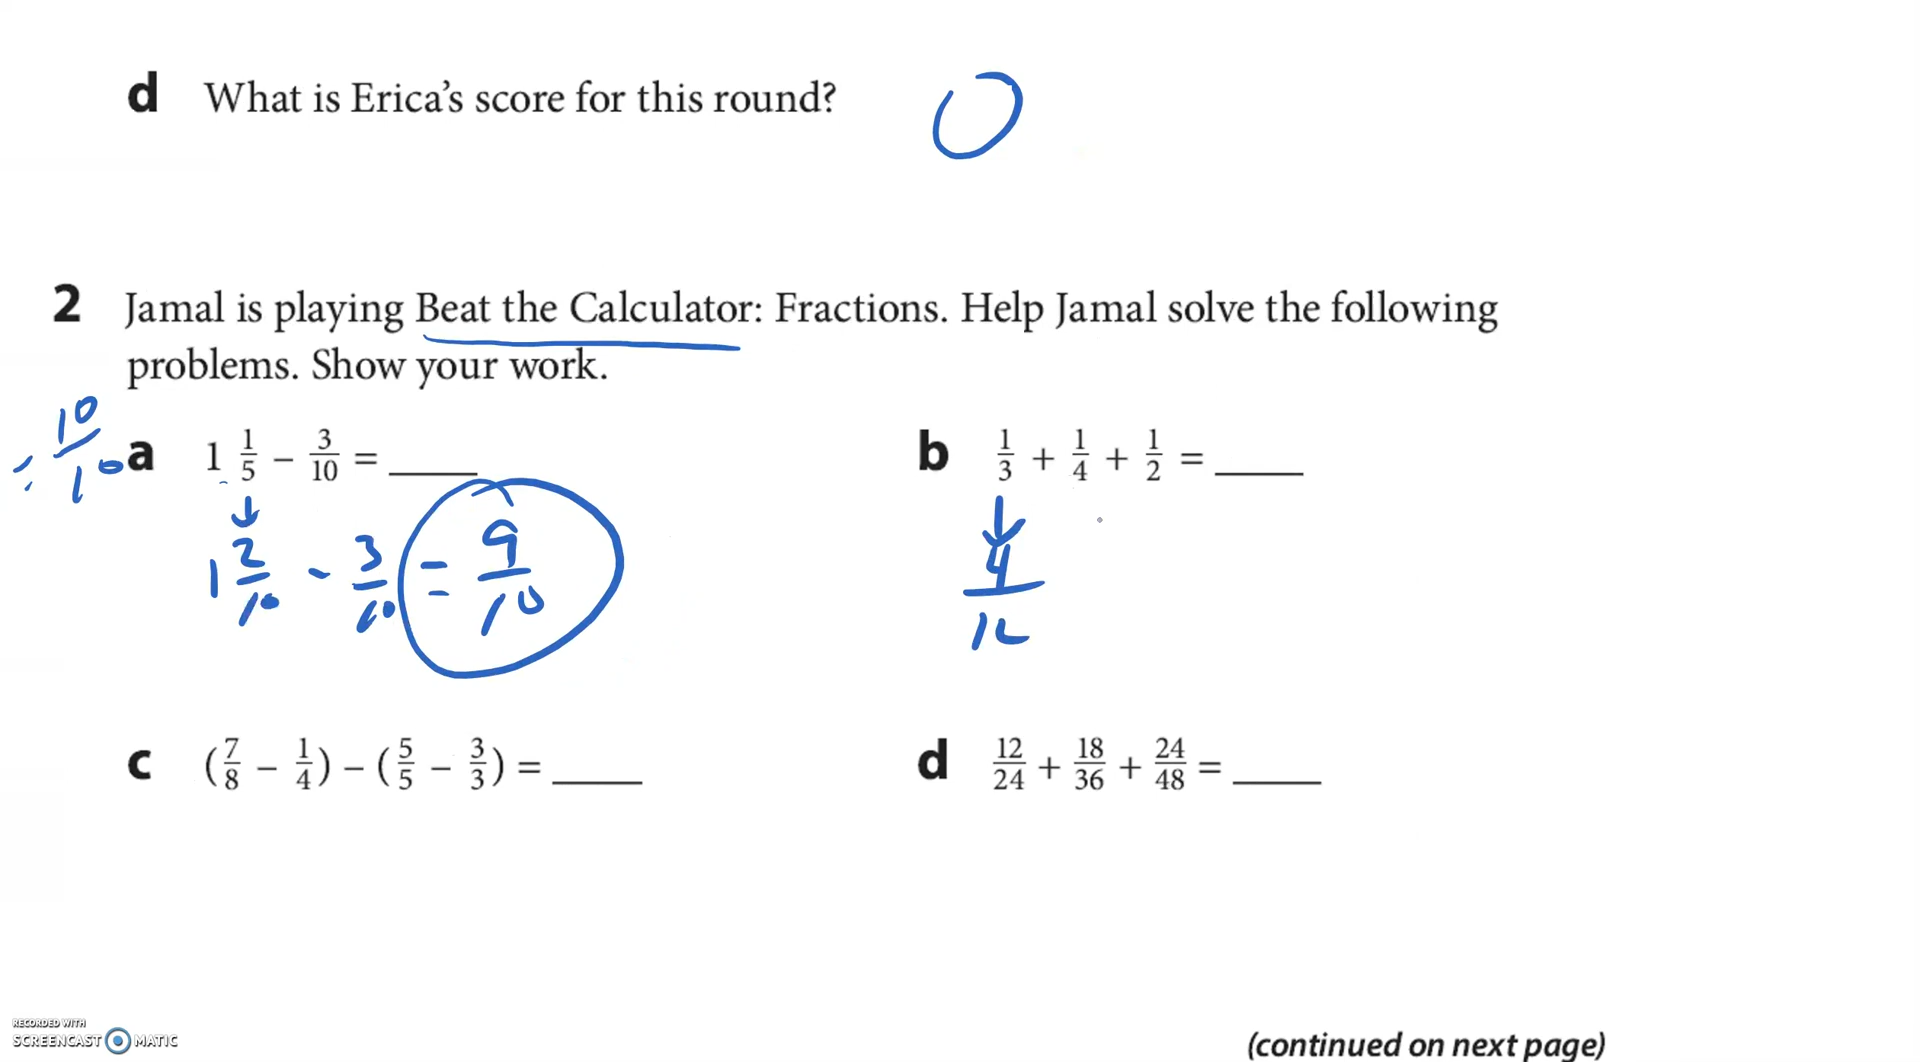 d What is Erica's score for this round? 0
2 Jamal is playing Beat the Calculator: Fractions. Help Jamal solve the following
problems. Show your work.
÷ 10/10
a 1 1/5 − 3/10 = ____
1 2/10 - 3/10 = 9/10
b 1/3 + 1/4 + 1/2 = ____
4/12
c (7/8 − 1/4) − (5/5 − 3/3) = ____
d 12/24 + 18/36 + 24/48 = ____
RECORDED WITH
SCREENCAST MATIC
(continued on next page)